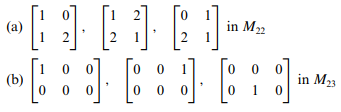 (a) [1 0; 1 2], [1 2; 2 1], [0 1; 2 1] in M₂₂
(b) [1 0 0; 0 0 0], [0 0 1; 0 0 0], [0 0 0; 0 1 0] in M₂₃